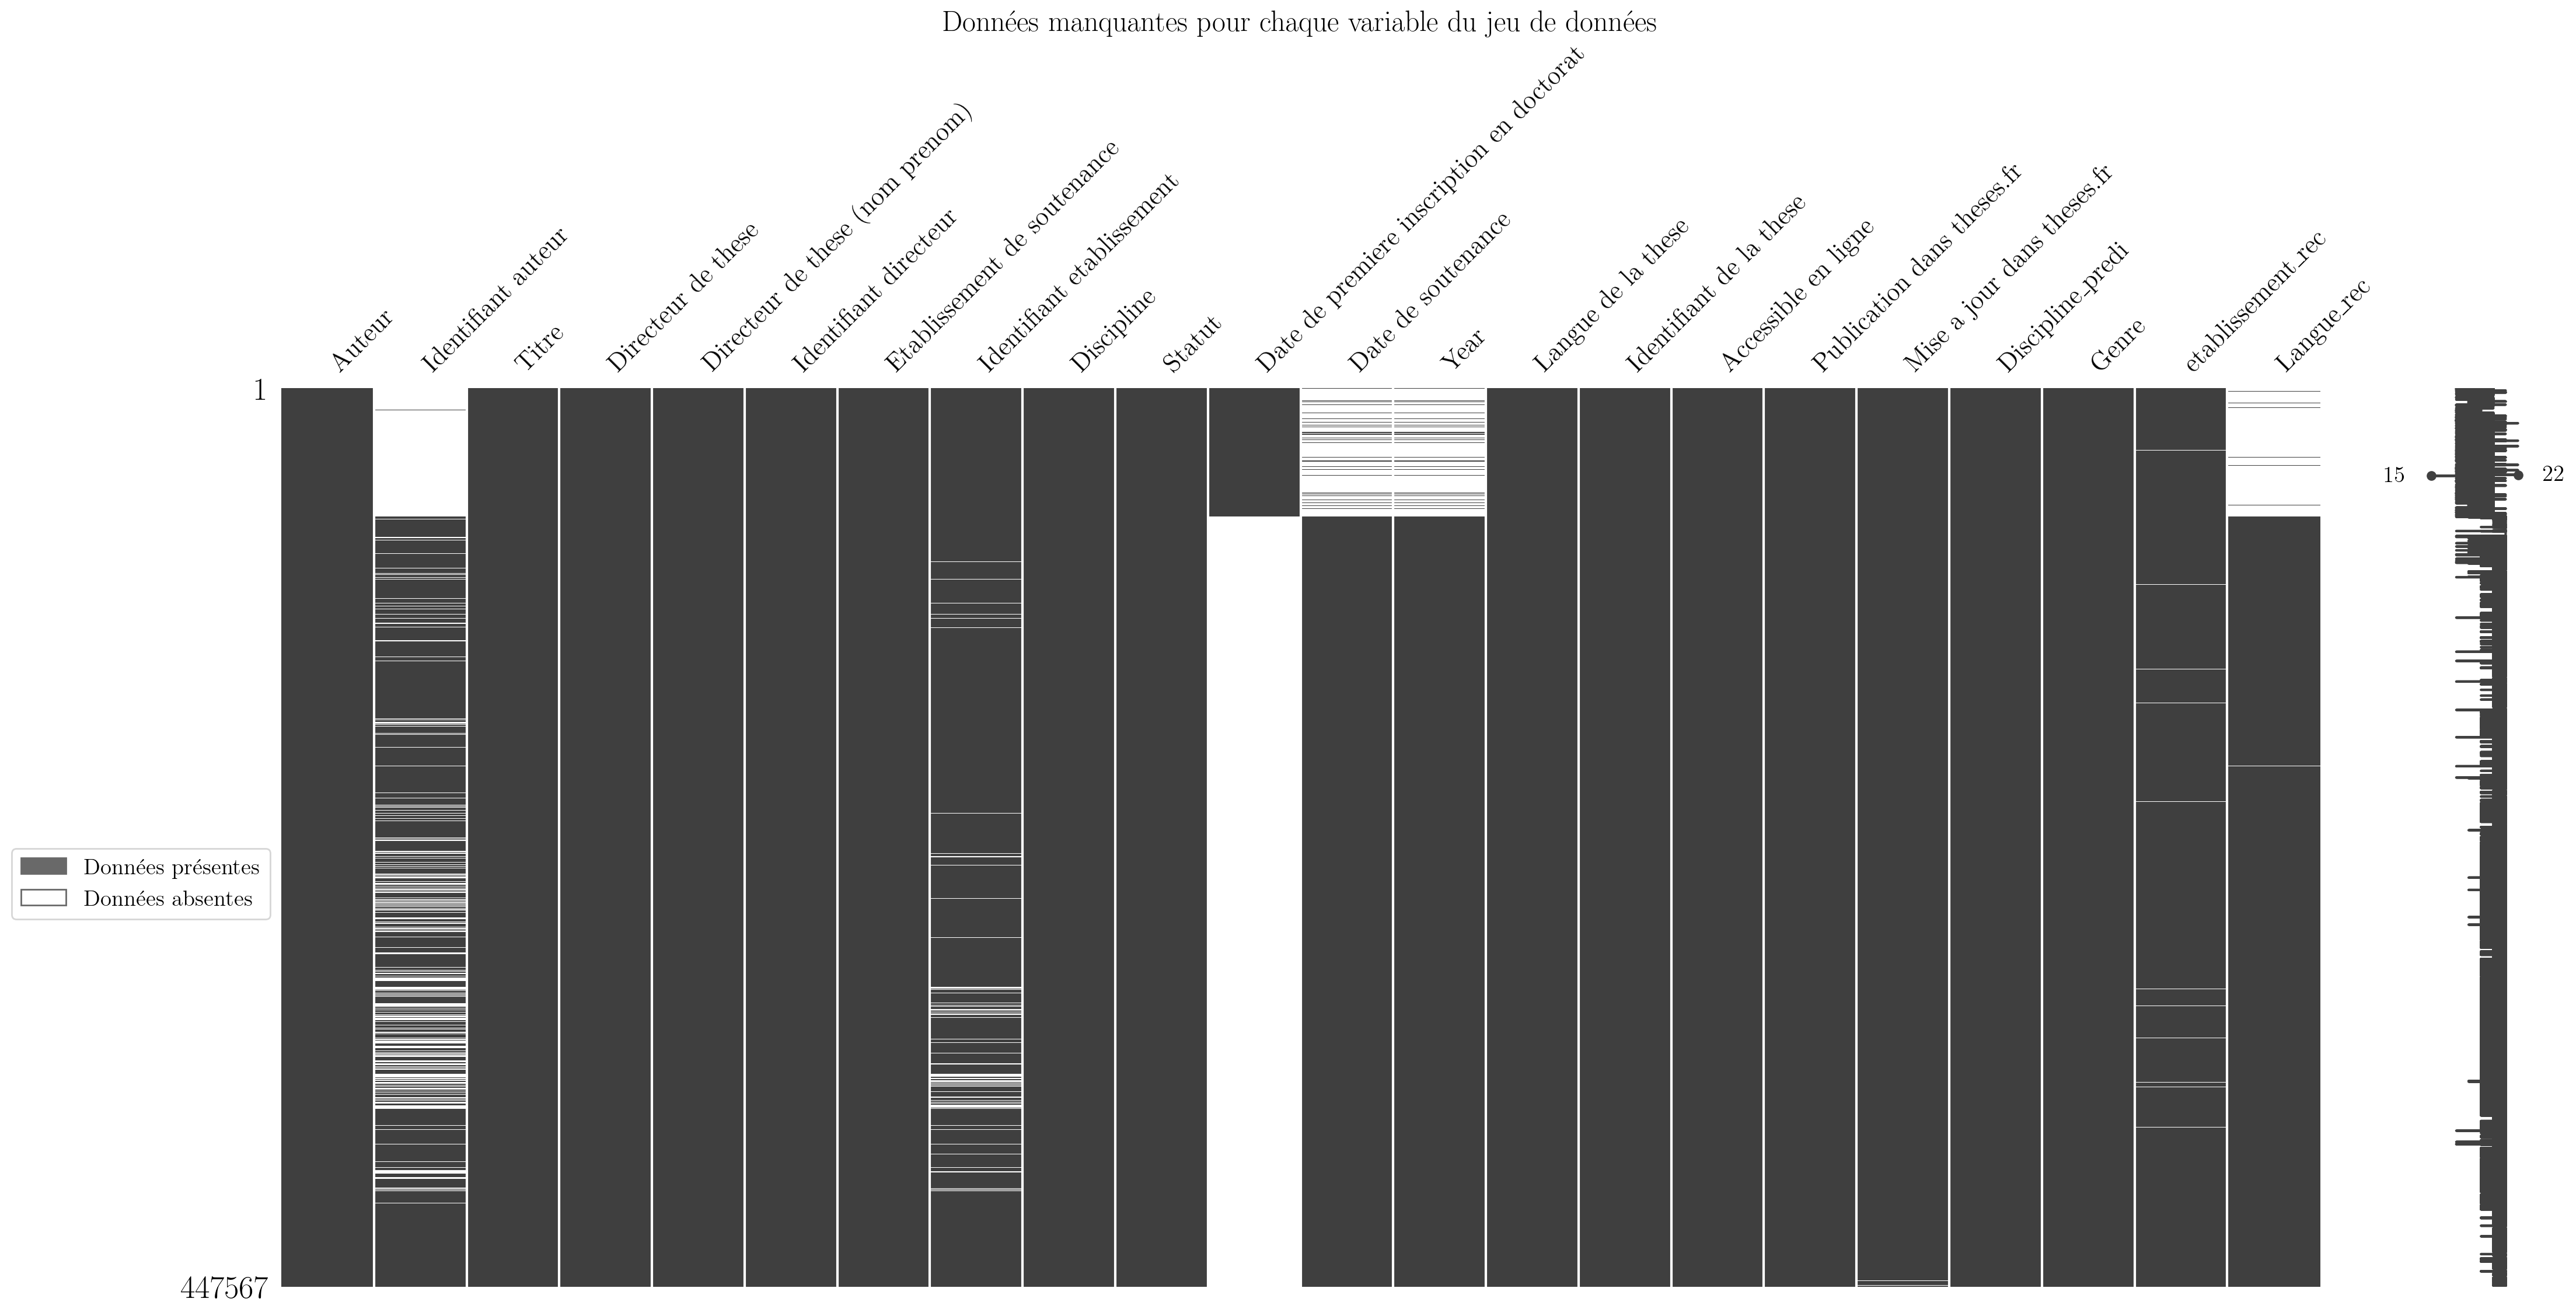 Données manquantes pour chaque variable du jeu de données
Auteur
Identifiant auteur
Titre
Directeur de these
Directeur de these (nom prenom)
Identifiant directeur
Etablissement de soutenance
Identifiant etablissement
Discipline
Statut
Date de premiere inscription en doctorat
Date de soutenance
Year
Langue de la these
Identifiant de la these
Accessible en ligne
Publication dans theses.fr
Mise a jour dans theses.fr
Discipline_predi
Genre
etablissement_rec
Langue_rec
1
15
22
Données présentes
Données absentes
447567